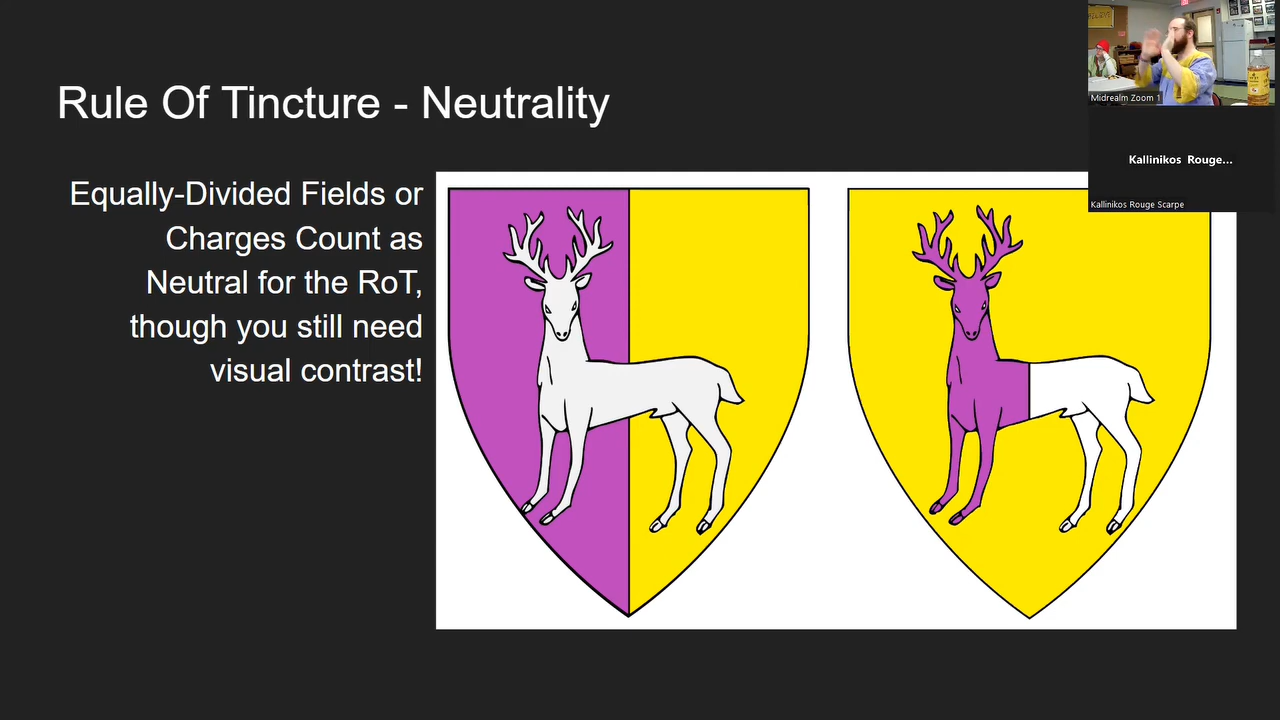 Rule Of Tincture - Neutrality
Equally-Divided Fields or
Charges Count as
Neutral for the RoT,
though you still need
visual contrast!
Midrealm Zoom 1
Kallinikos Rouge...
Kallinikos Rouge Scarpe